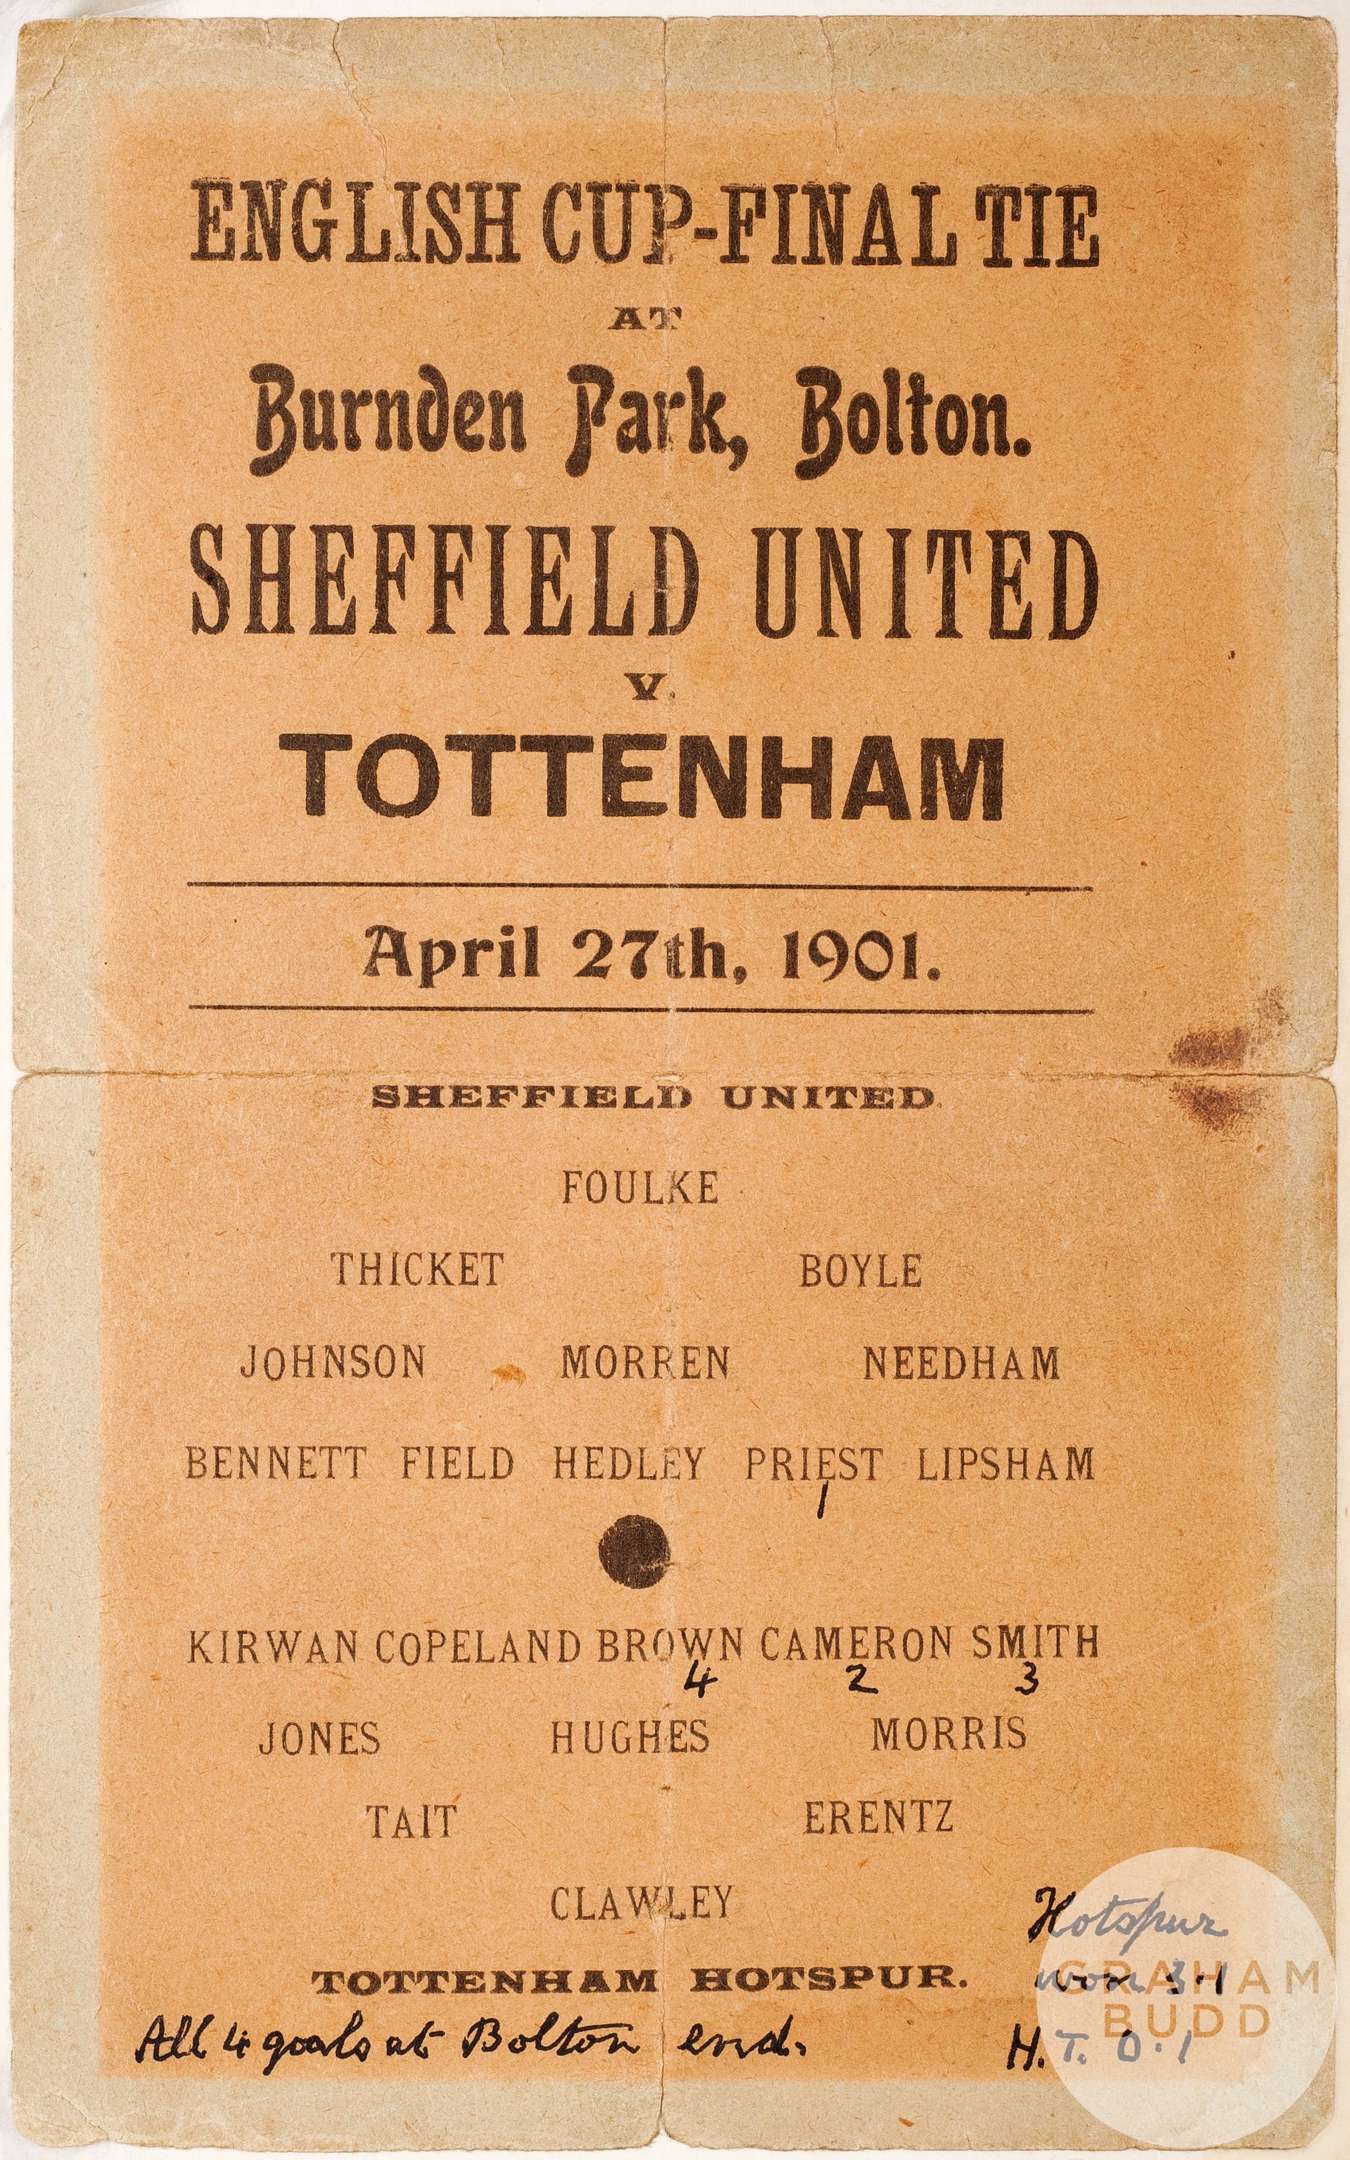 ENGLISH CUP-FINAL TIE
AT
Burnden Park, Bolton.
SHEFFIELD UNITED
V.
TOTTENHAM
April 27th, 1901.
SHEFFIELD UNITED.
FOULKE
THICKET BOYLE
JOHNSON MORREN NEEDHAM
BENNETT FIELD HEDLEY PRIEST LIPSHAM
1
KIRWAN COPELAND BROWN CAMERON SMITH
4 2 3
JONES HUGHES MORRIS
TAIT ERENTZ
CLAWLEY
TOTTENHAM HOTSPUR.
Hotspur
won 3.1
All 4 goals at Bolton end.
H.T. 0.1
GRAHAM
BUDD